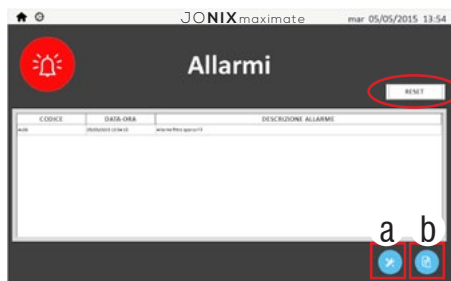 JONIXmaximate mar 05/05/2015 13:54
Allarmi
RESET
CODICE DATA-ORA DESCRIZIONE ALLARME
a b